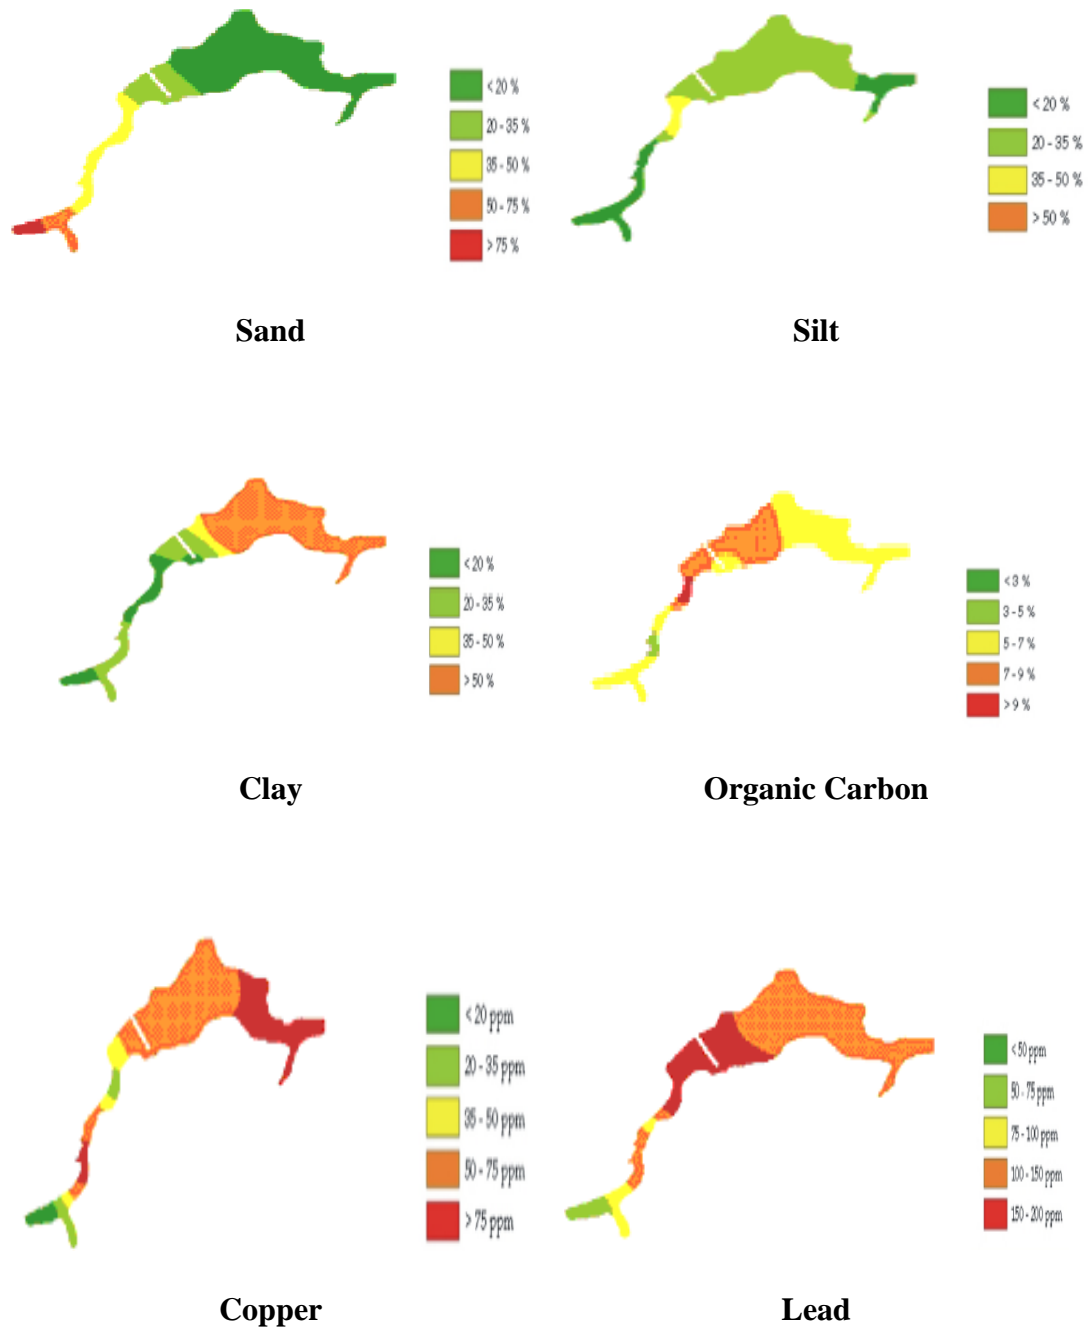 < 20 %
20 - 35 %
35 - 50 %
50 - 75 %
> 75 %
Sand
< 20 %
20 - 35 %
35 - 50 %
> 50 %
Silt
< 20 %
20 - 35 %
35 - 50 %
> 50 %
Clay
< 3 %
3 - 5 %
5 - 7 %
7 - 9 %
> 9 %
Organic Carbon
< 20 ppm
20 - 35 ppm
35 - 50 ppm
50 - 75 ppm
> 75 ppm
Copper
< 50 ppm
50 - 75 ppm
75 - 100 ppm
100 - 150 ppm
150 - 200 ppm
Lead